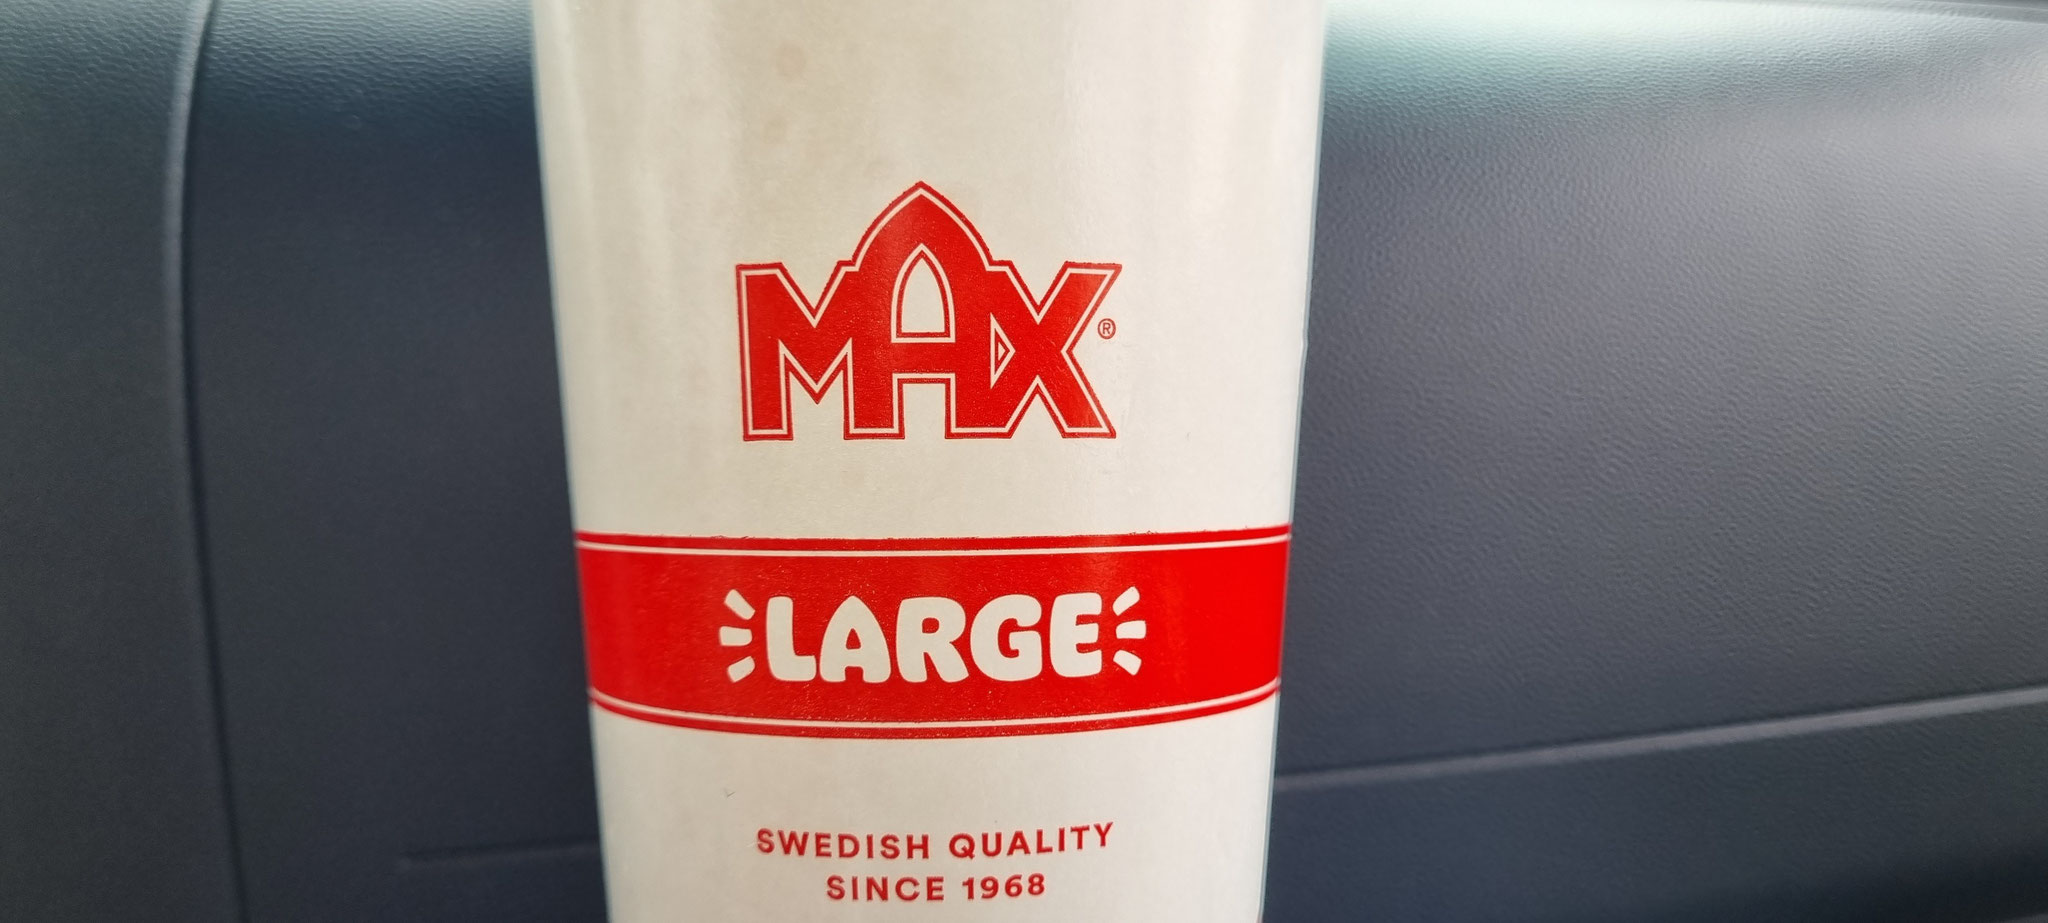 MAX®
LARGE
SWEDISH QUALITY
SINCE 1968